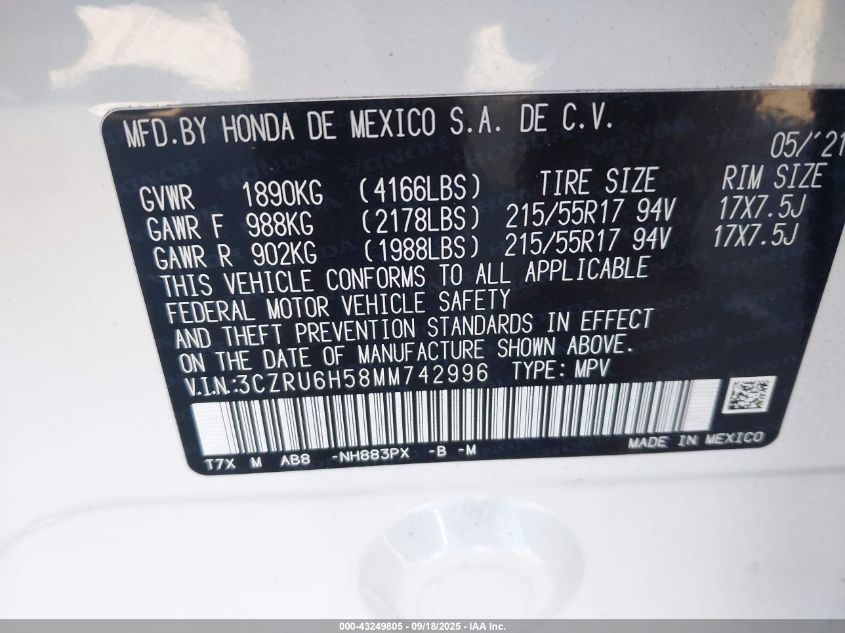 MFD.BY HONDA DE MEXICO S.A. DE C.V.
05/'21
GVWR 1890KG (4166LBS) TIRE SIZE RIM SIZE
GAWR F 988KG (2178LBS) 215/55R17 94V 17X7.5J
GAWR R 902KG (1988LBS) 215/55R17 94V 17X7.5J
THIS VEHICLE CONFORMS TO ALL APPLICABLE
FEDERAL MOTOR VEHICLE SAFETY
AND THEFT PREVENTION STANDARDS IN EFFECT
ON THE DATE OF MANUFACTURE SHOWN ABOVE.
V.I.N:3CZRU6H58MM742996 TYPE: MPV
T7X M AB8 -NH883PX -B -M MADE IN MEXICO
000-43249805 - 09/18/2025 - IAA Inc.